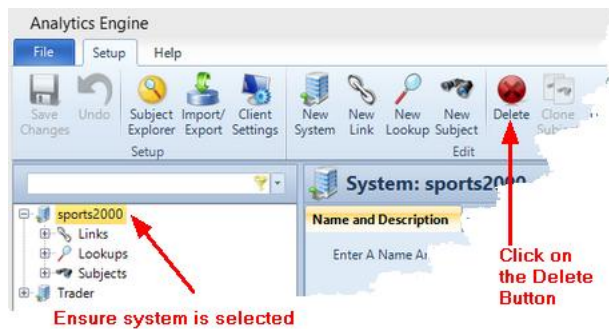 Analytics Engine
File Setup Help
Save Changes
Undo
Subject Explorer
Import/ Export
Client Settings
New System
New Link
New Lookup
New Subject
Delete
Clone
Setup
Edit
System: sports2000
sports2000
Links
Lookups
Subjects
Trader
Name and Description
Enter A Name
Click on
the Delete
Button
Ensure system is selected